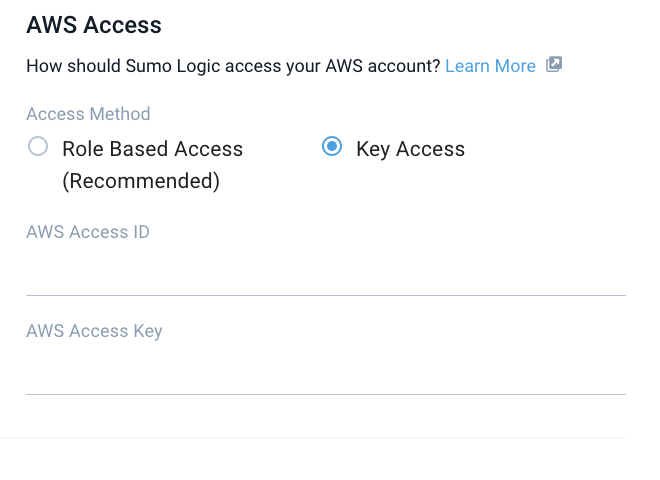 AWS Access
How should Sumo Logic access your AWS account? Learn More
Access Method
Role Based Access
(Recommended)
Key Access
AWS Access ID
AWS Access Key